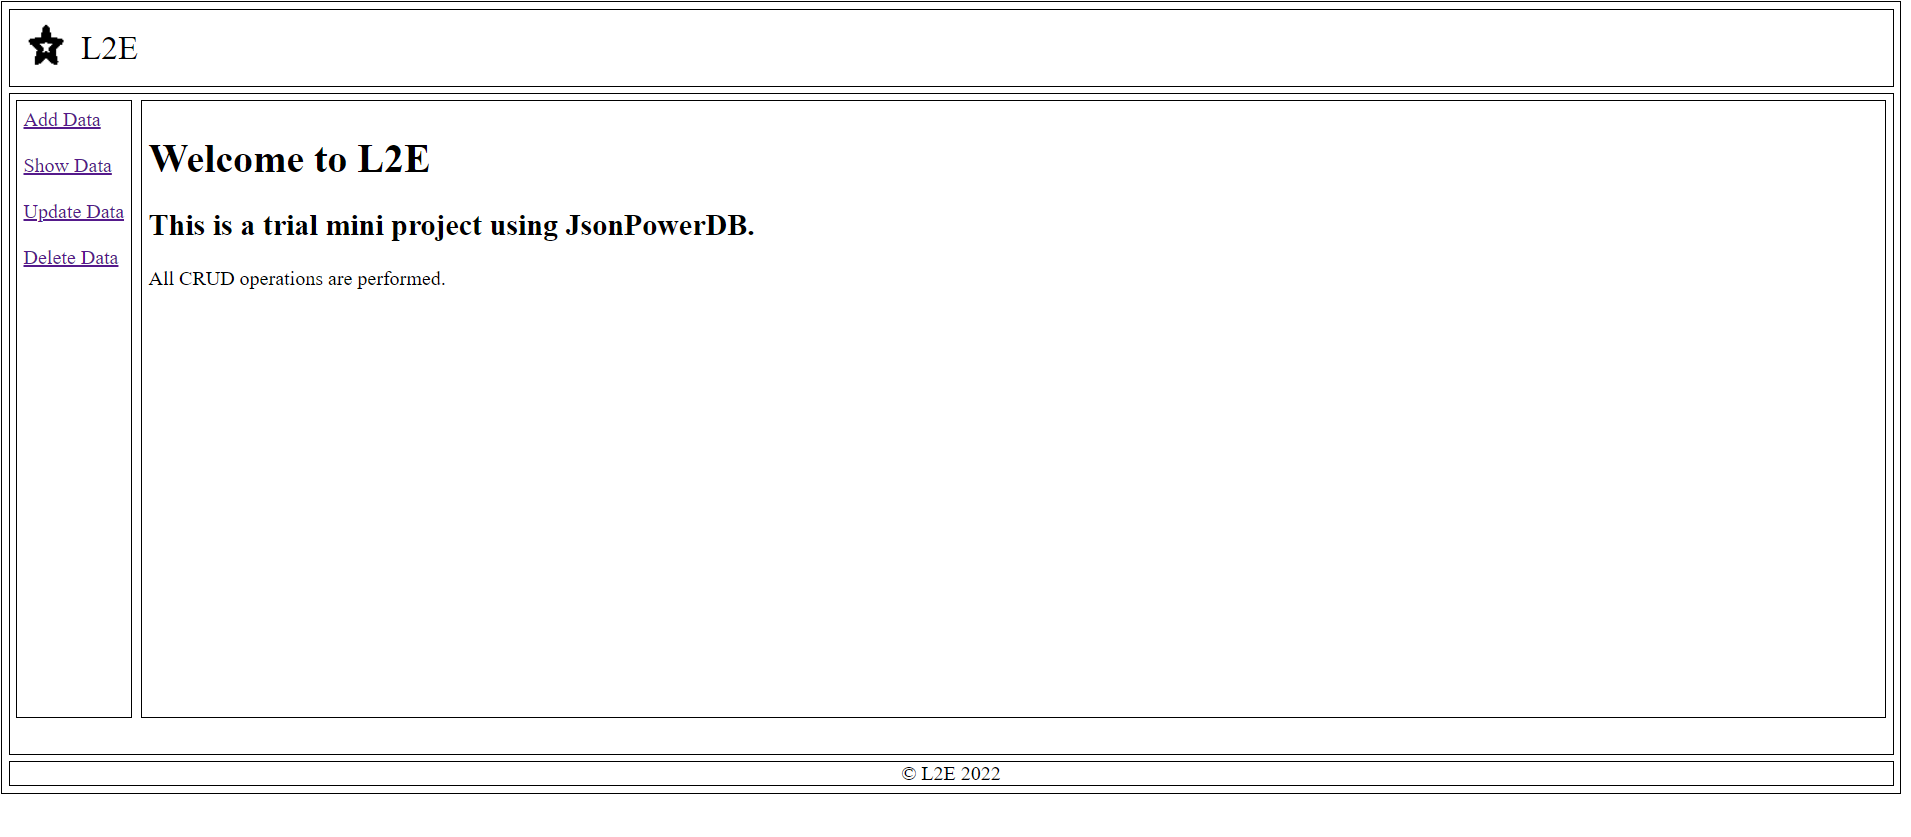 L2E
Add Data
Show Data
Update Data
Delete Data
Welcome to L2E
This is a trial mini project using JsonPowerDB.
All CRUD operations are performed.
© L2E 2022